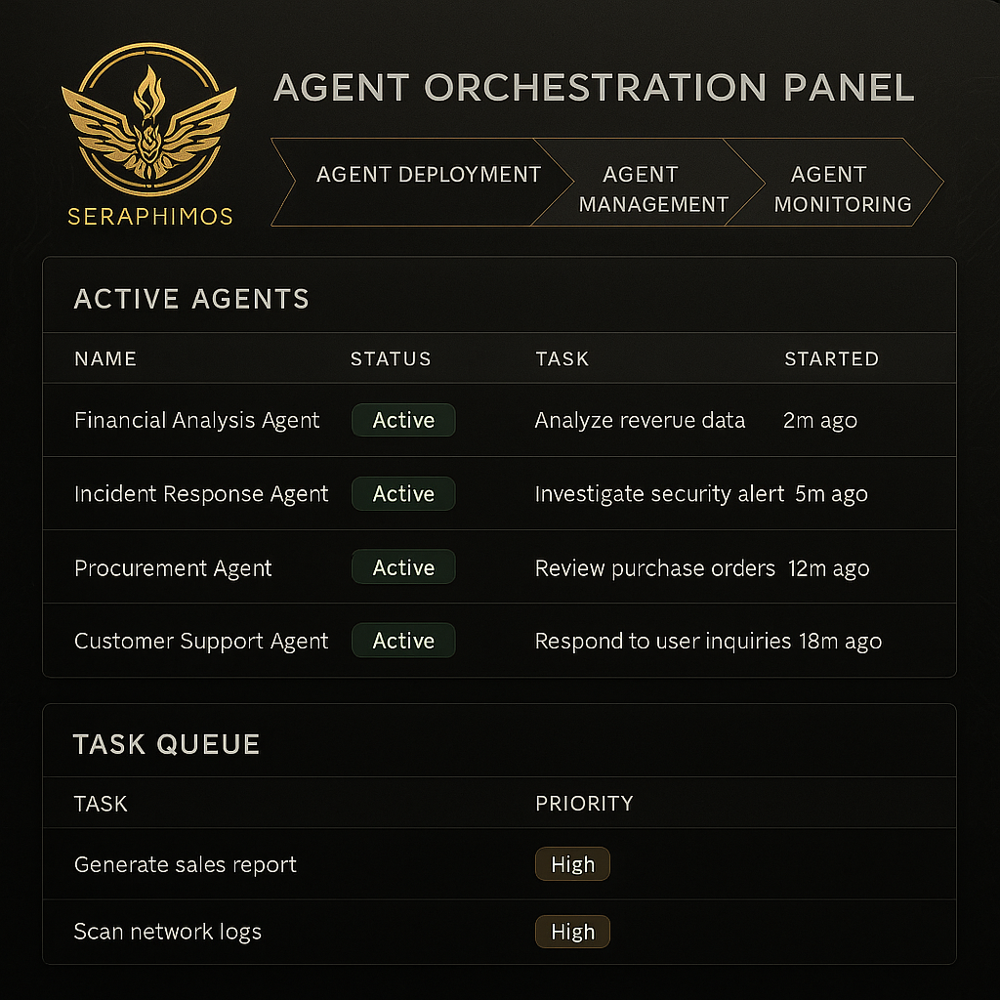 SERAPHIMOS
AGENT ORCHESTRATION PANEL
AGENT DEPLOYMENT
AGENT
MANAGEMENT
AGENT
MONITORING
ACTIVE AGENTS
NAME STATUS TASK STARTED
Financial Analysis Agent Active Analyze reverue data 2m ago
Incident Response Agent Active Investigate security alert 5m ago
Procurement Agent Active Review purchase orders 12m ago
Customer Support Agent Active Respond to user inquiries 18m ago
TASK QUEUE
TASK PRIORITY
Generate sales report High
Scan network logs High